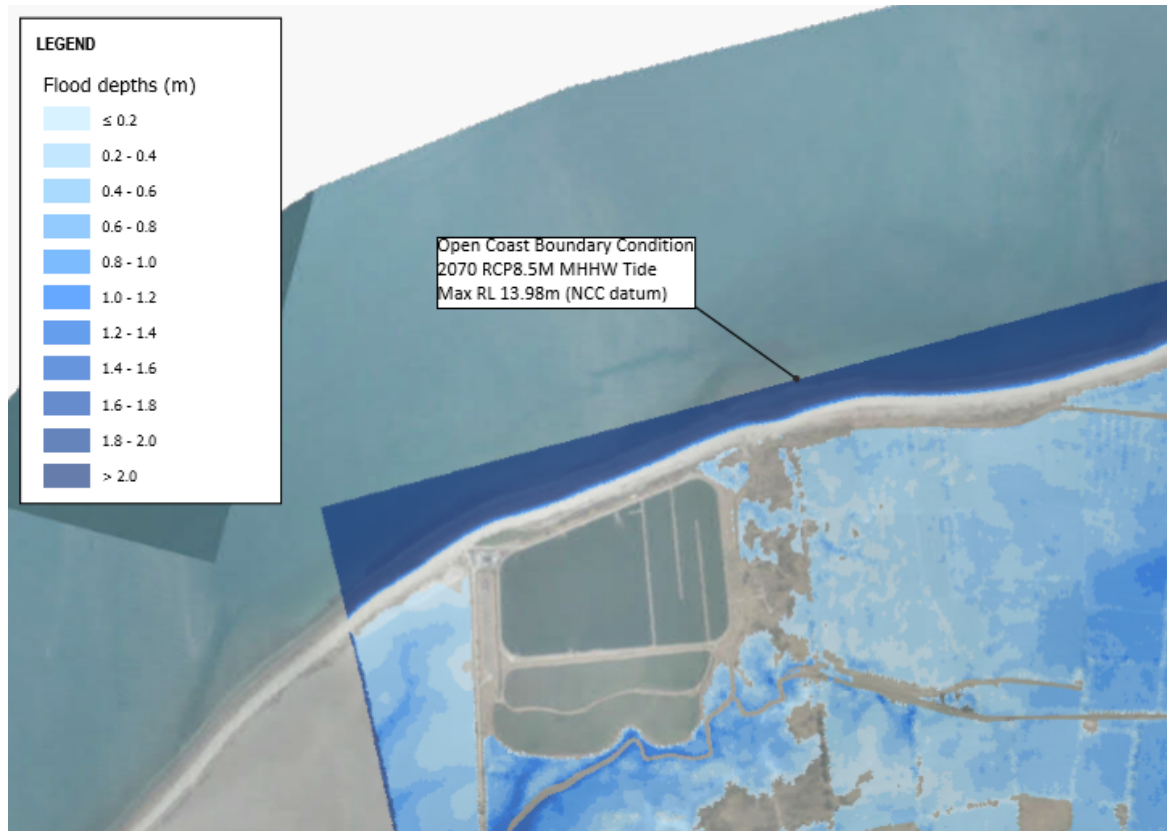 LEGEND
Flood depths (m)
≤ 0.2
0.2 - 0.4
0.4 - 0.6
0.6 - 0.8
0.8 - 1.0
1.0 - 1.2
1.2 - 1.4
1.4 - 1.6
1.6 - 1.8
1.8 - 2.0
> 2.0
Open Coast Boundary Condition
2070 RCP8.5M MHHW Tide
Max RL 13.98m (NCC datum)